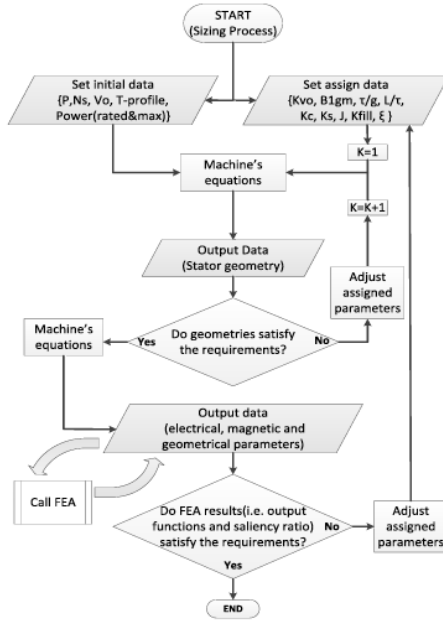 START
(Sizing Process)
Set initial data
{P,Ns, Vo, T-profile,
Power(rated&max)}
Set assign data
{Kvo, B1gm, τ/g, L/τ,
Kc, Ks, J, Kfill, ξ }
K=1
Machine's
equations
K=K+1
Output Data
(Stator geometry)
Adjust
assigned
parameters
Machine's
equations
Yes
Do geometries satisfy
the requirements?
No
Output data
(electrical, magnetic and
geometrical parameters)
Call FEA
Do FEA results(i.e. output
functions and saliency ratio)
satisfy the requirements?
No
Adjust
assigned
parameters
Yes
END